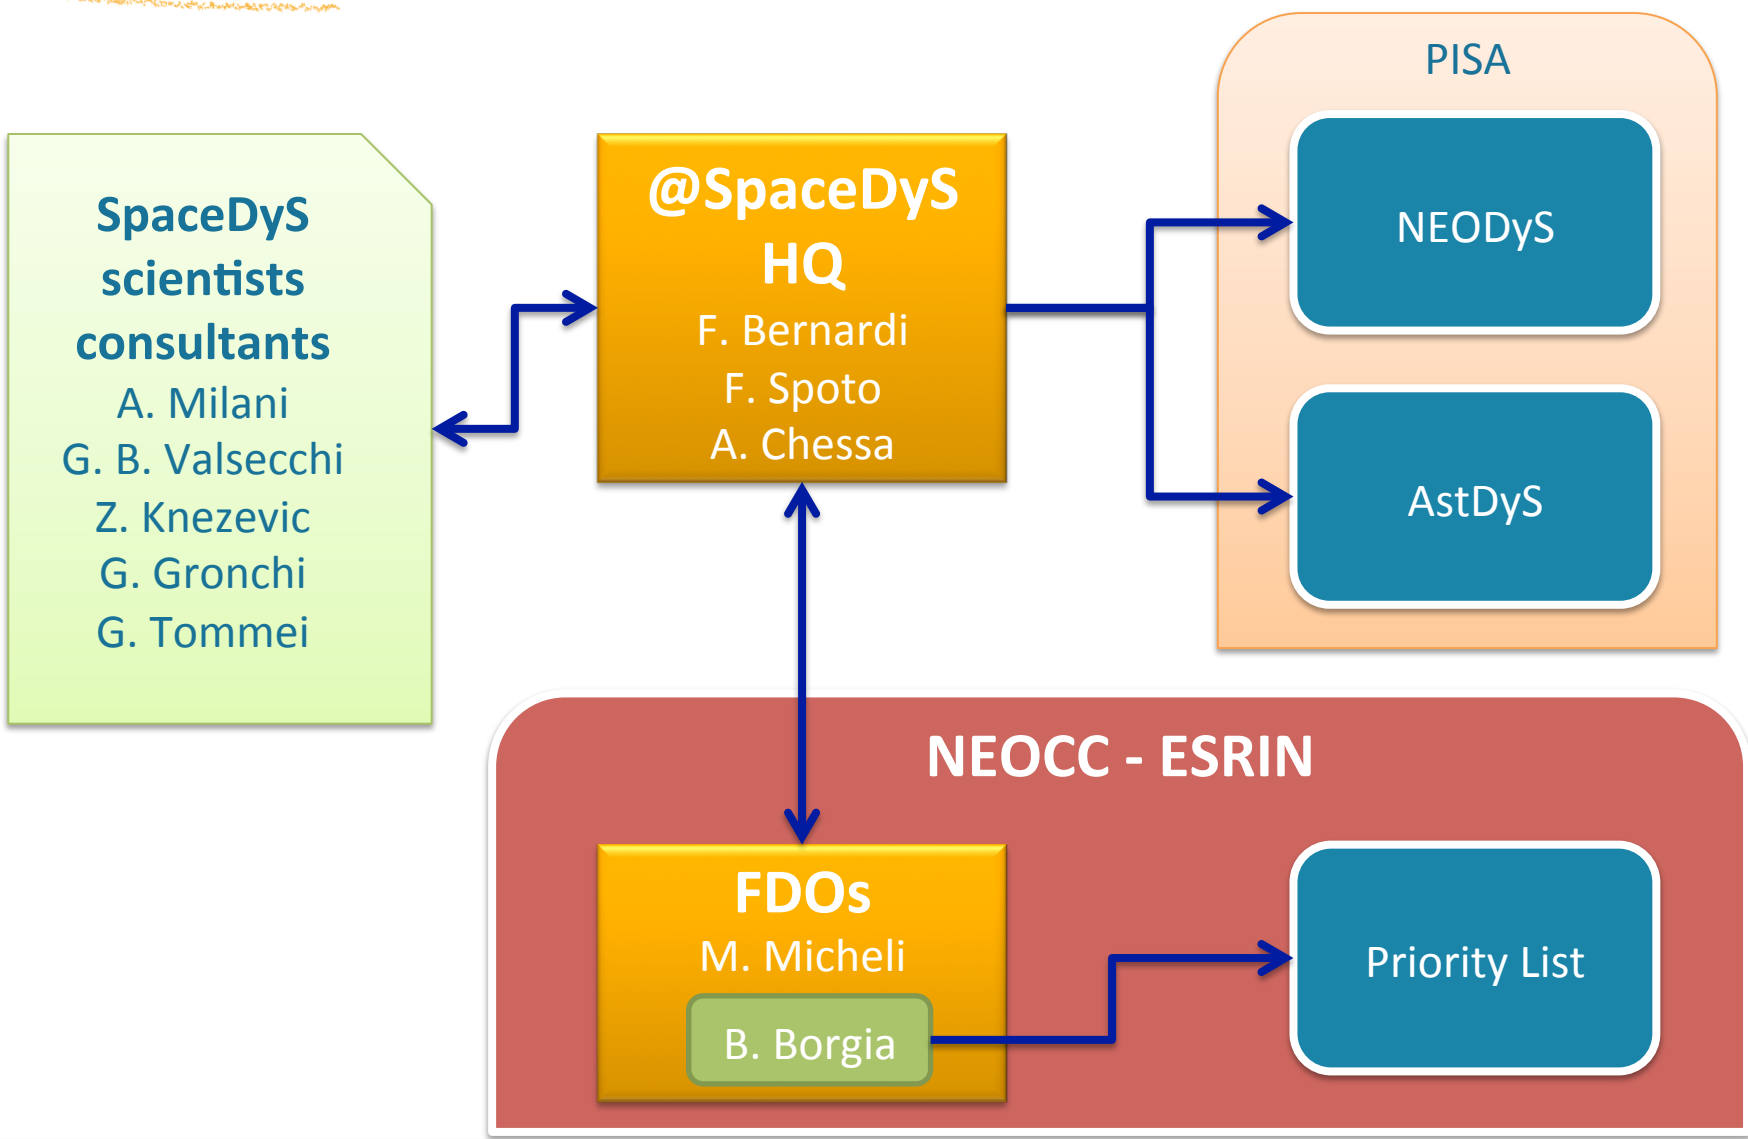 SpaceDyS
scientists
consultants
A. Milani
G. B. Valsecchi
Z. Knezevic
G. Gronchi
G. Tommei
@SpaceDyS
HQ
F. Bernardi
F. Spoto
A. Chessa
PISA
NEODyS
AstDyS
NEOCC - ESRIN
FDOs
M. Micheli
B. Borgia
Priority List